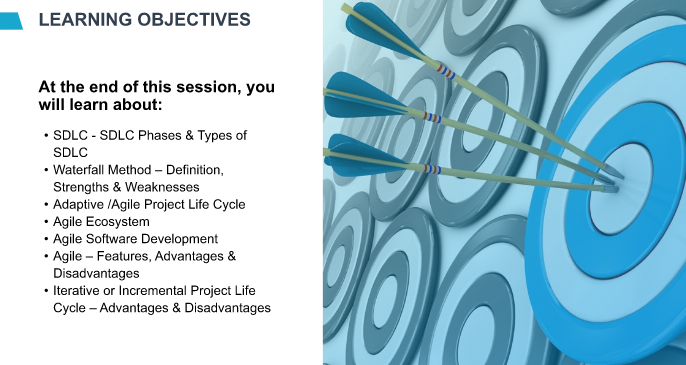 LEARNING OBJECTIVES
At the end of this session, you
will learn about:
• SDLC - SDLC Phases & Types of
SDLC
• Waterfall Method – Definition,
Strengths & Weaknesses
• Adaptive /Agile Project Life Cycle
• Agile Ecosystem
• Agile Software Development
• Agile – Features, Advantages &
Disadvantages
• Iterative or Incremental Project Life
Cycle – Advantages & Disadvantages